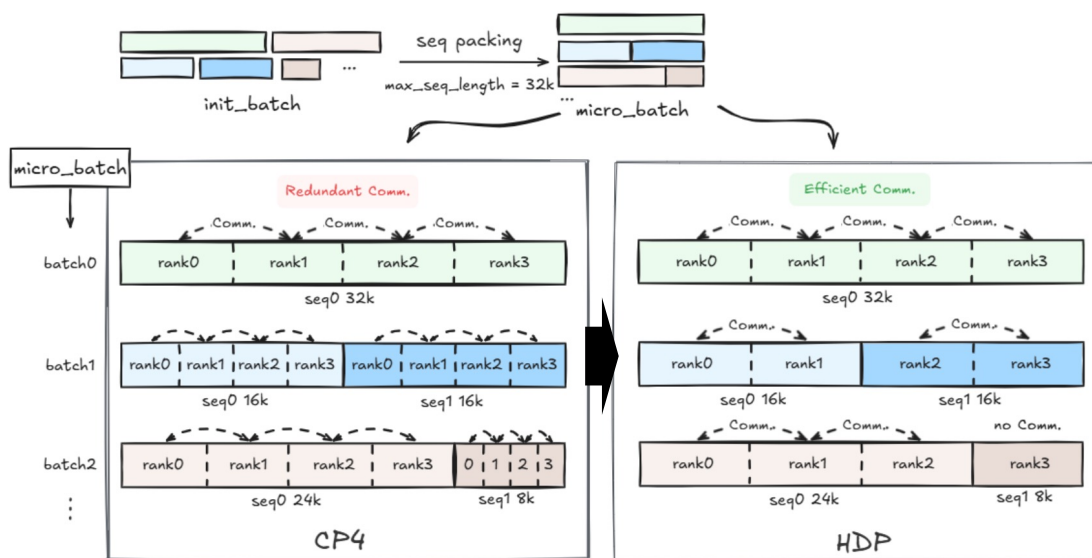 seq packing
max_seq_length = 32k
...
init_batch
...
micro_batch
micro_batch
Redundant Comm.
Comm. Comm. Comm.
batch0
rank0 rank1 rank2 rank3
seq0 32k
batch1
rank0 rank1 rank2 rank3 rank0 rank1 rank2 rank3
seq0 16k seq1 16k
batch2
rank0 rank1 rank2 rank3 0 1 2 3
seq0 24k seq1 8k
CP4
Efficient Comm.
Comm. Comm. Comm.
rank0 rank1 rank2 rank3
seq0 32k
Comm. Comm.
rank0 rank1 rank2 rank3
seq0 16k seq1 16k
Comm. Comm. no Comm.
rank0 rank1 rank2 rank3
seq0 24k seq1 8k
HDP